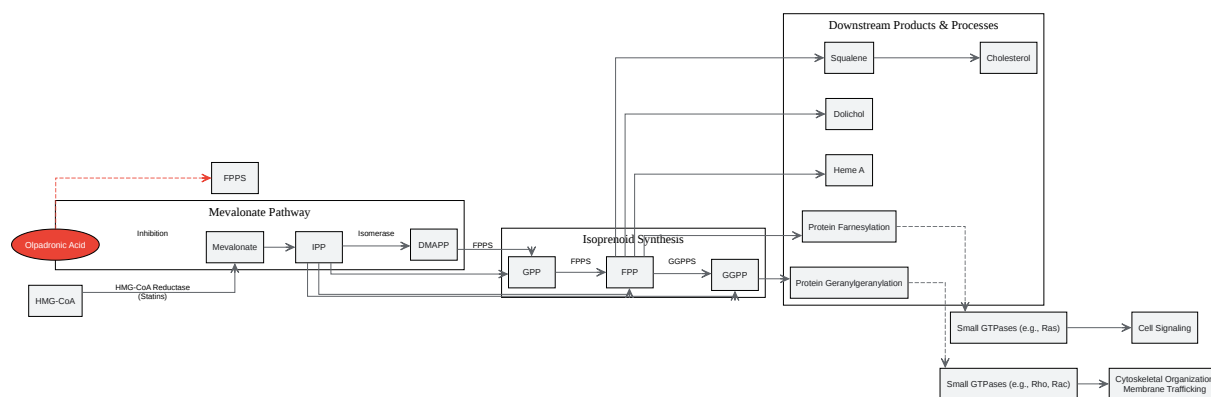 Downstream Products & Processes
Squalene
Cholesterol
Dolichol
Heme A
FPPS
Mevalonate Pathway
Protein Farnesylation
Olpadronic Acid
Inhibition
Mevalonate
IPP
Isomerase
DMAPP
FPPS
Isoprenoid Synthesis
GPP
FPPS
FPP
GGPPS
GGPP
Protein Geranylgeranylation
HMG-CoA
HMG-CoA Reductase
(Statins)
Small GTPases (e.g., Ras)
Cell Signaling
Small GTPases (e.g., Rho, Rac)
Cytoskeletal Organization
Membrane Trafficking